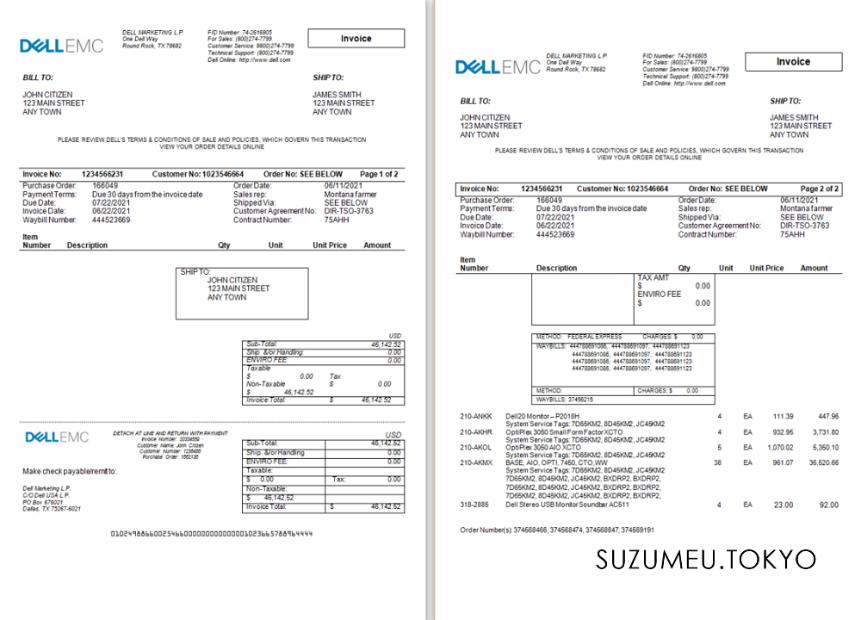 DELLEMC
DELL MARKETING L.P.
One Dell Way
Round Rock, TX 78682
FID Number: 74-2616805
For Sales: (800)274-7799
Customer Service: 9800)274-7799
Technical Support: (800)274-7799
Dell Online: http://www.dell.com
Invoice
BILL TO:
SHIP TO:
JOHN CITIZEN
123 MAIN STREET
ANY TOWN
JAMES SMITH
123 MAIN STREET
ANY TOWN
PLEASE REVIEW DELL'S TERMS & CONDITIONS OF SALE AND POLICIES, WHICH GOVERN THIS TRANSACTION
VIEW YOUR ORDER DETAILS ONLINE
Invoice No: 1234566231 Customer No: 1023546664 Order No: SEE BELOW Page 1 of 2
Purchase Order: 166049 Order Date: 06/11/2021
Payment Terms: Due 30 days from the invoice date Sales rep: Montana farmer
Due Date: 07/22/2021 Shipped Via: SEE BELOW
Invoice Date: 06/22/2021 Customer Agreement No: DIR-TSO-3763
Waybill Number: 444523669 Contract Number: 75AHH
Item
Number Description Qty Unit Unit Price Amount
SHIP TO:
JOHN CITIZEN
123 MAIN STREET
ANY TOWN
USD
Sub-Total: 46,142.52
Ship. &/or Handling: 0.00
ENVIRO FEE: 0.00
Taxable
$ 0.00 Tax
Non-Taxable $ 0.00
$ 46,142.52
Invoice Total: $ 46,142.52
DELLEMC
DETACH AT LINE AND RETURN WITH PAYMENT
Customer Name: John Citizen
USD
Sub-Total: 46,142.52
Ship. &/or Handling: 0.00
ENVIRO FEE: 0.00
Taxable:
$ 0.00 Tax: 0.00
Non-Taxable:
$ 46,142.52
Invoice Total: $ 46,142.52
Make check payable/remit to:
Dell Marketing L.P.
C/O Dell USA L.P.
PO Box 676021
Dallas, TX 75267-6021
DELLEMC
DELL MARKETING L.P.
One Dell Way
Round Rock, TX 78682
FID Number: 74-2616805
For Sales: (800)274-7799
Customer Service: 9800)274-7799
Technical Support: (800)274-7799
Dell Online: http://www.dell.com
Invoice
BILL TO:
SHIP TO:
JOHN CITIZEN
123 MAIN STREET
ANY TOWN
JAMES SMITH
123 MAIN STREET
ANY TOWN
PLEASE REVIEW DELL'S TERMS & CONDITIONS OF SALE AND POLICIES, WHICH GOVERN THIS TRANSACTION
VIEW YOUR ORDER DETAILS ONLINE
Invoice No: 1234566231 Customer No: 1023546664 Order No: SEE BELOW Page 2 of 2
Purchase Order: 166049 Order Date: 06/11/2021
Payment Terms: Due 30 days from the invoice date Sales rep: Montana farmer
Due Date: 07/22/2021 Shipped Via: SEE BELOW
Invoice Date: 06/22/2021 Customer Agreement No: DIR-TSO-3763
Waybill Number: 444523669 Contract Number: 75AHH
Item
Number Description Qty Unit Unit Price Amount
TAX AMT
$ 0.00
ENVIRO FEE
$ 0.00
METHOD: FEDERAL EXPRESS CHARGES: $ 0.00
WAYBILLS: 444788691086, 444788691097, 444788691123
444788691086, 444788691097, 444788691123
444788691086, 444788691097, 444788691123
444788691086, 444788691097, 444788691123
METHOD: CHARGES: $ 0.00
WAYBILLS: 37456215
210-ANKK Dell20 Monitor – P2018H 4 EA 111.39 447.96
System Service Tags: 7D65KM2, 8D45KM2, JC45KM2
210-AKHR OptiPlex 3050 Small Form Factor XCTO 4 EA 932.95 3,731.80
System Service Tags: 7D65KM2, 8D45KM2, JC45KM2
210-AKOL OptiPlex 3050 AIO XCTO 5 EA 1,070.02 5,350.10
System Service Tags: 7D65KM2, 8D45KM2, JC45KM2
210-AKMX BASE, AIO, OPTI, 7450, CTO, WW 38 EA 961.07 36,520.66
System Service Tags: 7D65KM2, 8D45KM2, JC45KM2
7D65KM2, 8D45KM2, JC45KM2, BXDRP2, BXDRP2,
7D65KM2, 8D45KM2, JC45KM2, BXDRP2, BXDRP2,
7D65KM2, 8D45KM2, JC45KM2, BXDRP2, BXDRP2,
318-2885 Dell Stereo USB Monitor Soundbar AC511 4 EA 23.00 92.00
Order Number(s): 374568466, 374568474, 374568847, 374569191
SUZUMEU.TOKYO